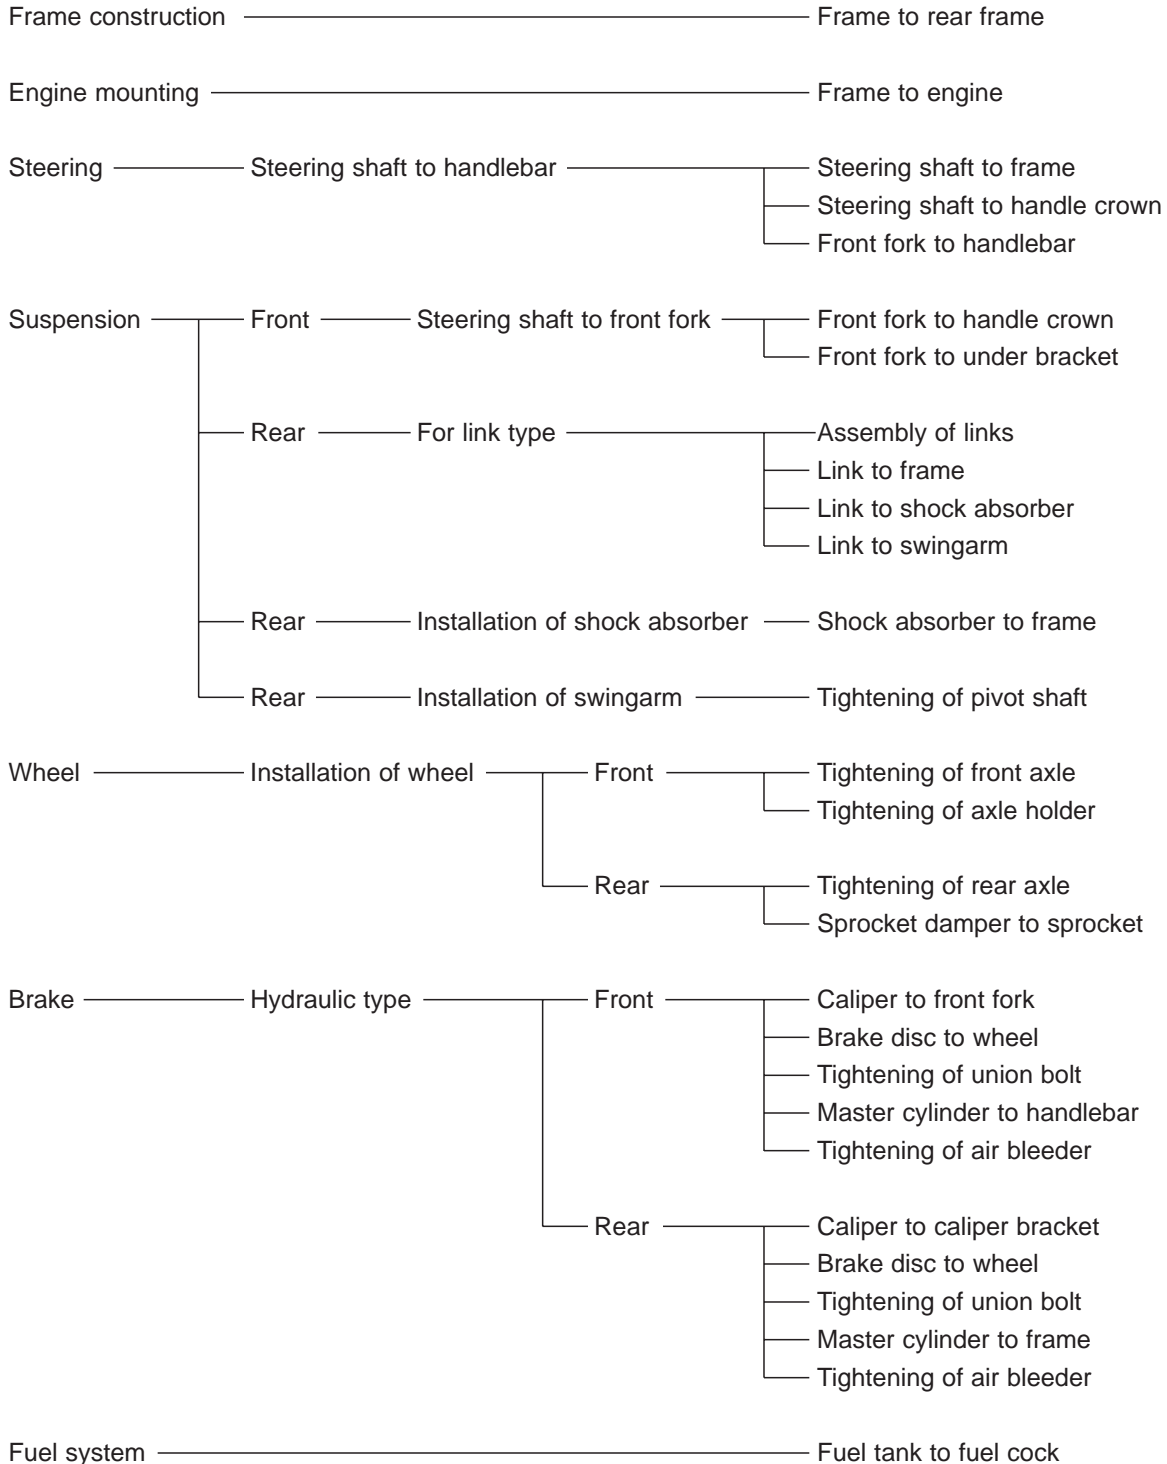 Frame construction Frame to rear frame
Engine mounting Frame to engine
Steering Steering shaft to handlebar Steering shaft to frame
Steering shaft to handle crown
Front fork to handlebar
Suspension Front Steering shaft to front fork Front fork to handle crown
Front fork to under bracket
Rear For link type Assembly of links
Link to frame
Link to shock absorber
Link to swingarm
Rear Installation of shock absorber Shock absorber to frame
Rear Installation of swingarm Tightening of pivot shaft
Wheel Installation of wheel Front Tightening of front axle
Tightening of axle holder
Rear Tightening of rear axle
Sprocket damper to sprocket
Brake Hydraulic type Front Caliper to front fork
Brake disc to wheel
Tightening of union bolt
Master cylinder to handlebar
Tightening of air bleeder
Rear Caliper to caliper bracket
Brake disc to wheel
Tightening of union bolt
Master cylinder to frame
Tightening of air bleeder
Fuel system Fuel tank to fuel cock